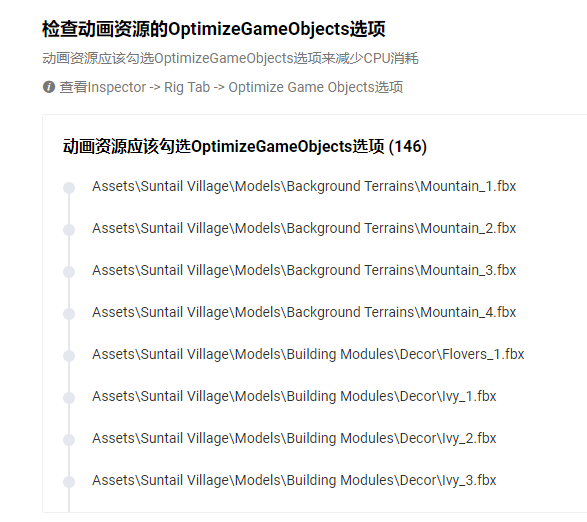 检查动画资源的OptimizeGameObjects选项
动画资源应该勾选OptimizeGameObjects选项来减少CPU消耗
查看Inspector -> Rig Tab -> Optimize Game Objects选项
动画资源应该勾选OptimizeGameObjects选项 (146)
Assets\Suntail Village\Models\Background Terrains\Mountain_1.fbx
Assets\Suntail Village\Models\Background Terrains\Mountain_2.fbx
Assets\Suntail Village\Models\Background Terrains\Mountain_3.fbx
Assets\Suntail Village\Models\Background Terrains\Mountain_4.fbx
Assets\Suntail Village\Models\Building Modules\Decor\Flovers_1.fbx
Assets\Suntail Village\Models\Building Modules\Decor\Ivy_1.fbx
Assets\Suntail Village\Models\Building Modules\Decor\Ivy_2.fbx
Assets\Suntail Village\Models\Building Modules\Decor\Ivy_3.fbx